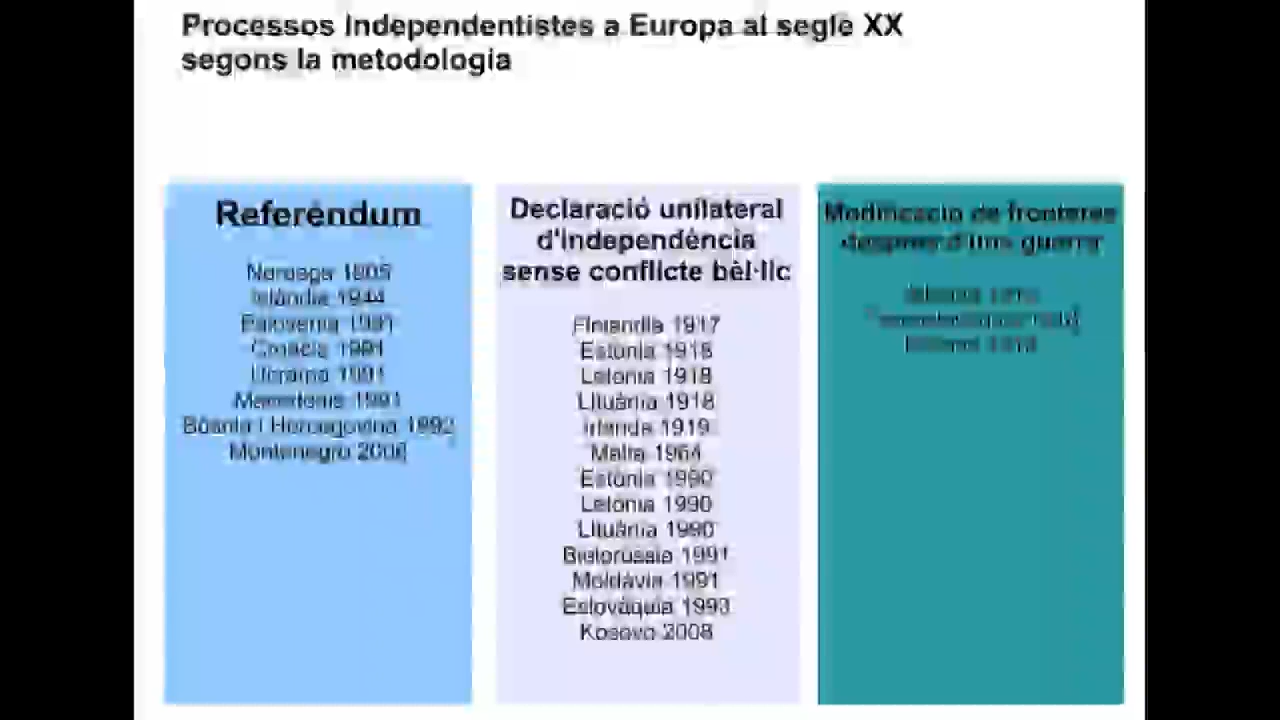 Processos Independentistes a Europa al segle XX
segons la metodologia
Referèndum
Noruega 1905
Islàndia 1944
Eslovènia 1991
Croàcia 1991
Ucraïna 1991
Macedònia 1991
Bòsnia i Hercegovina 1992
Montenegro 2006
Declaració unilateral
d'independència
sense conflicte bèl·lic
Finlàndia 1917
Estònia 1918
Letònia 1918
Lituània 1918
Irlanda 1919
Malta 1964
Estònia 1990
Letònia 1990
Lituània 1990
Bielorússia 1991
Moldàvia 1991
Eslovàquia 1993
Kosovo 2008
Modificació de fronteres
després d'una guerra